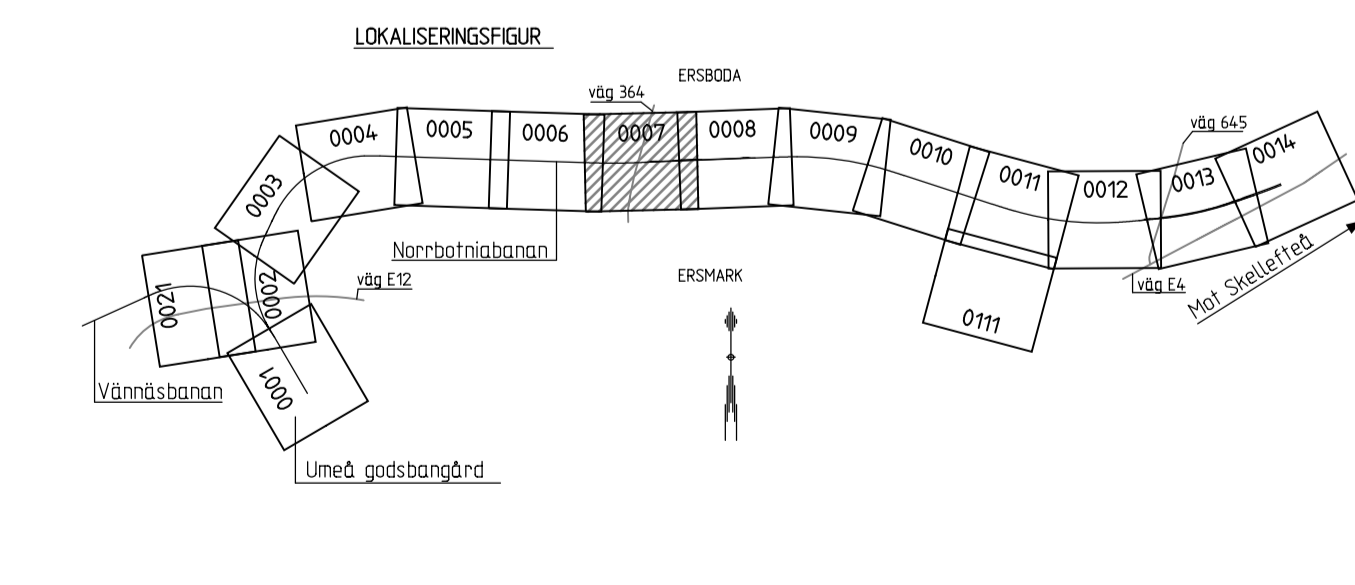 LOKALISERINGSFIGUR
ERSBODA
väg 364
0004
0005
0006
0007
0008
0009
0010
0011
0012
0013
0014
väg 645
0003
Norrbotniabanan
ERSMARK
väg E12
väg E4
Mot Skellefteå
0021
0002
0111
0001
Vännäsbanan
Umeå godsbangård